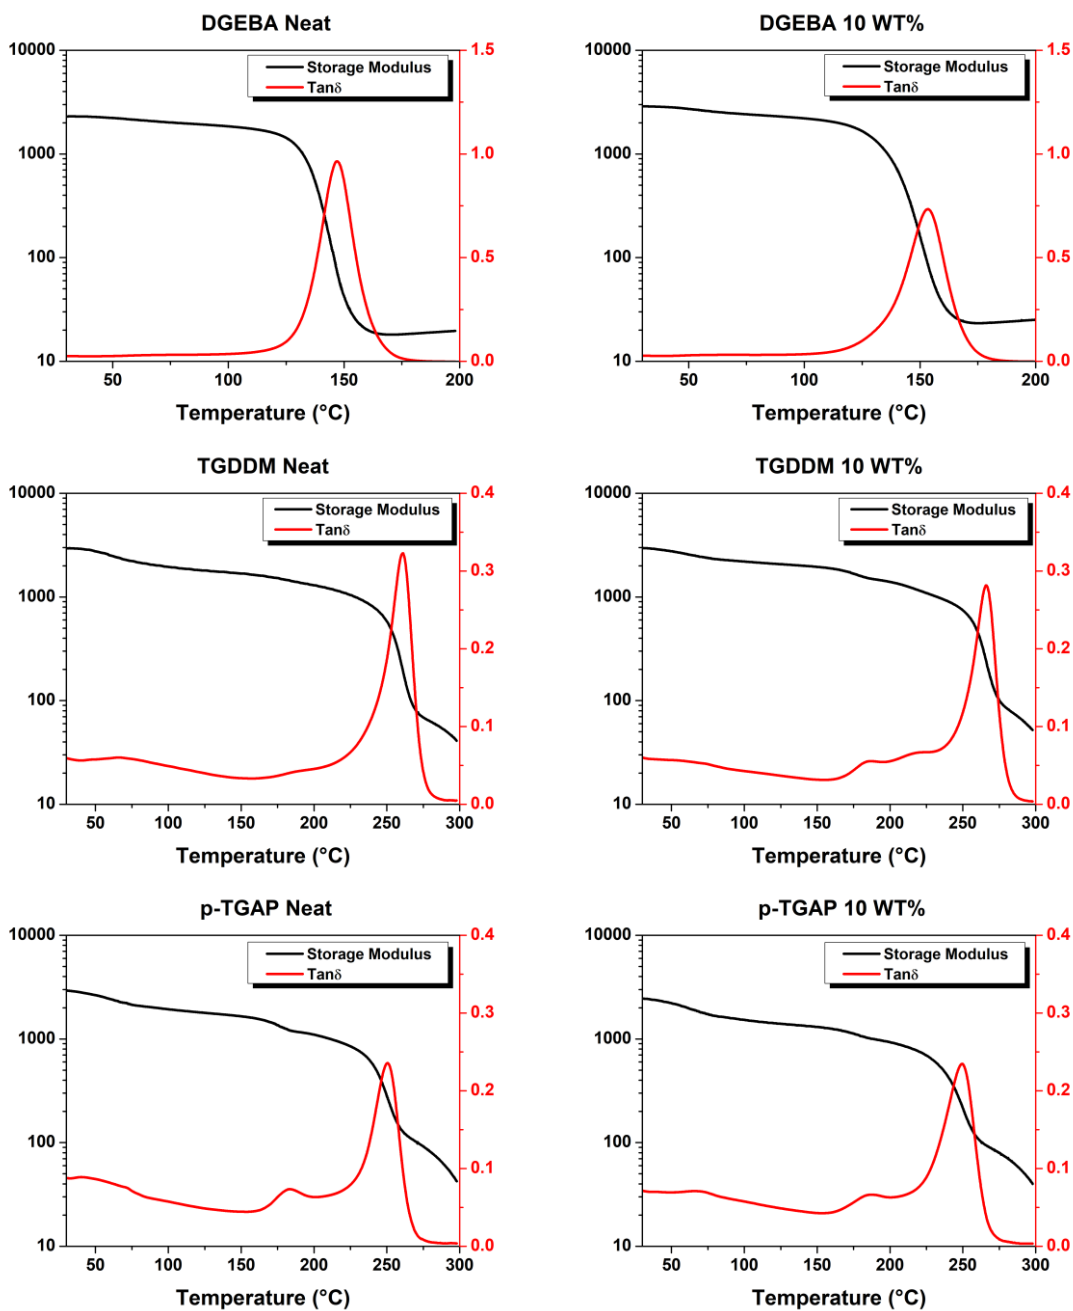 DGEBA Neat
10000
1000
100
10
1.5
1.0
0.5
0.0
Storage Modulus
Tanδ
50 100 150 200
Temperature (°C)
DGEBA 10 WT%
10000
1000
100
10
1.5
1.0
0.5
0.0
Storage Modulus
Tanδ
50 100 150 200
Temperature (°C)
TGDDM Neat
10000
1000
100
10
0.4
0.3
0.2
0.1
0.0
Storage Modulus
Tanδ
50 100 150 200 250 300
Temperature (°C)
TGDDM 10 WT%
10000
1000
100
10
0.4
0.3
0.2
0.1
0.0
Storage Modulus
Tanδ
50 100 150 200 250 300
Temperature (°C)
p-TGAP Neat
10000
1000
100
10
0.4
0.3
0.2
0.1
0.0
Storage Modulus
Tanδ
50 100 150 200 250 300
Temperature (°C)
p-TGAP 10 WT%
10000
1000
100
10
0.4
0.3
0.2
0.1
0.0
Storage Modulus
Tanδ
50 100 150 200 250 300
Temperature (°C)